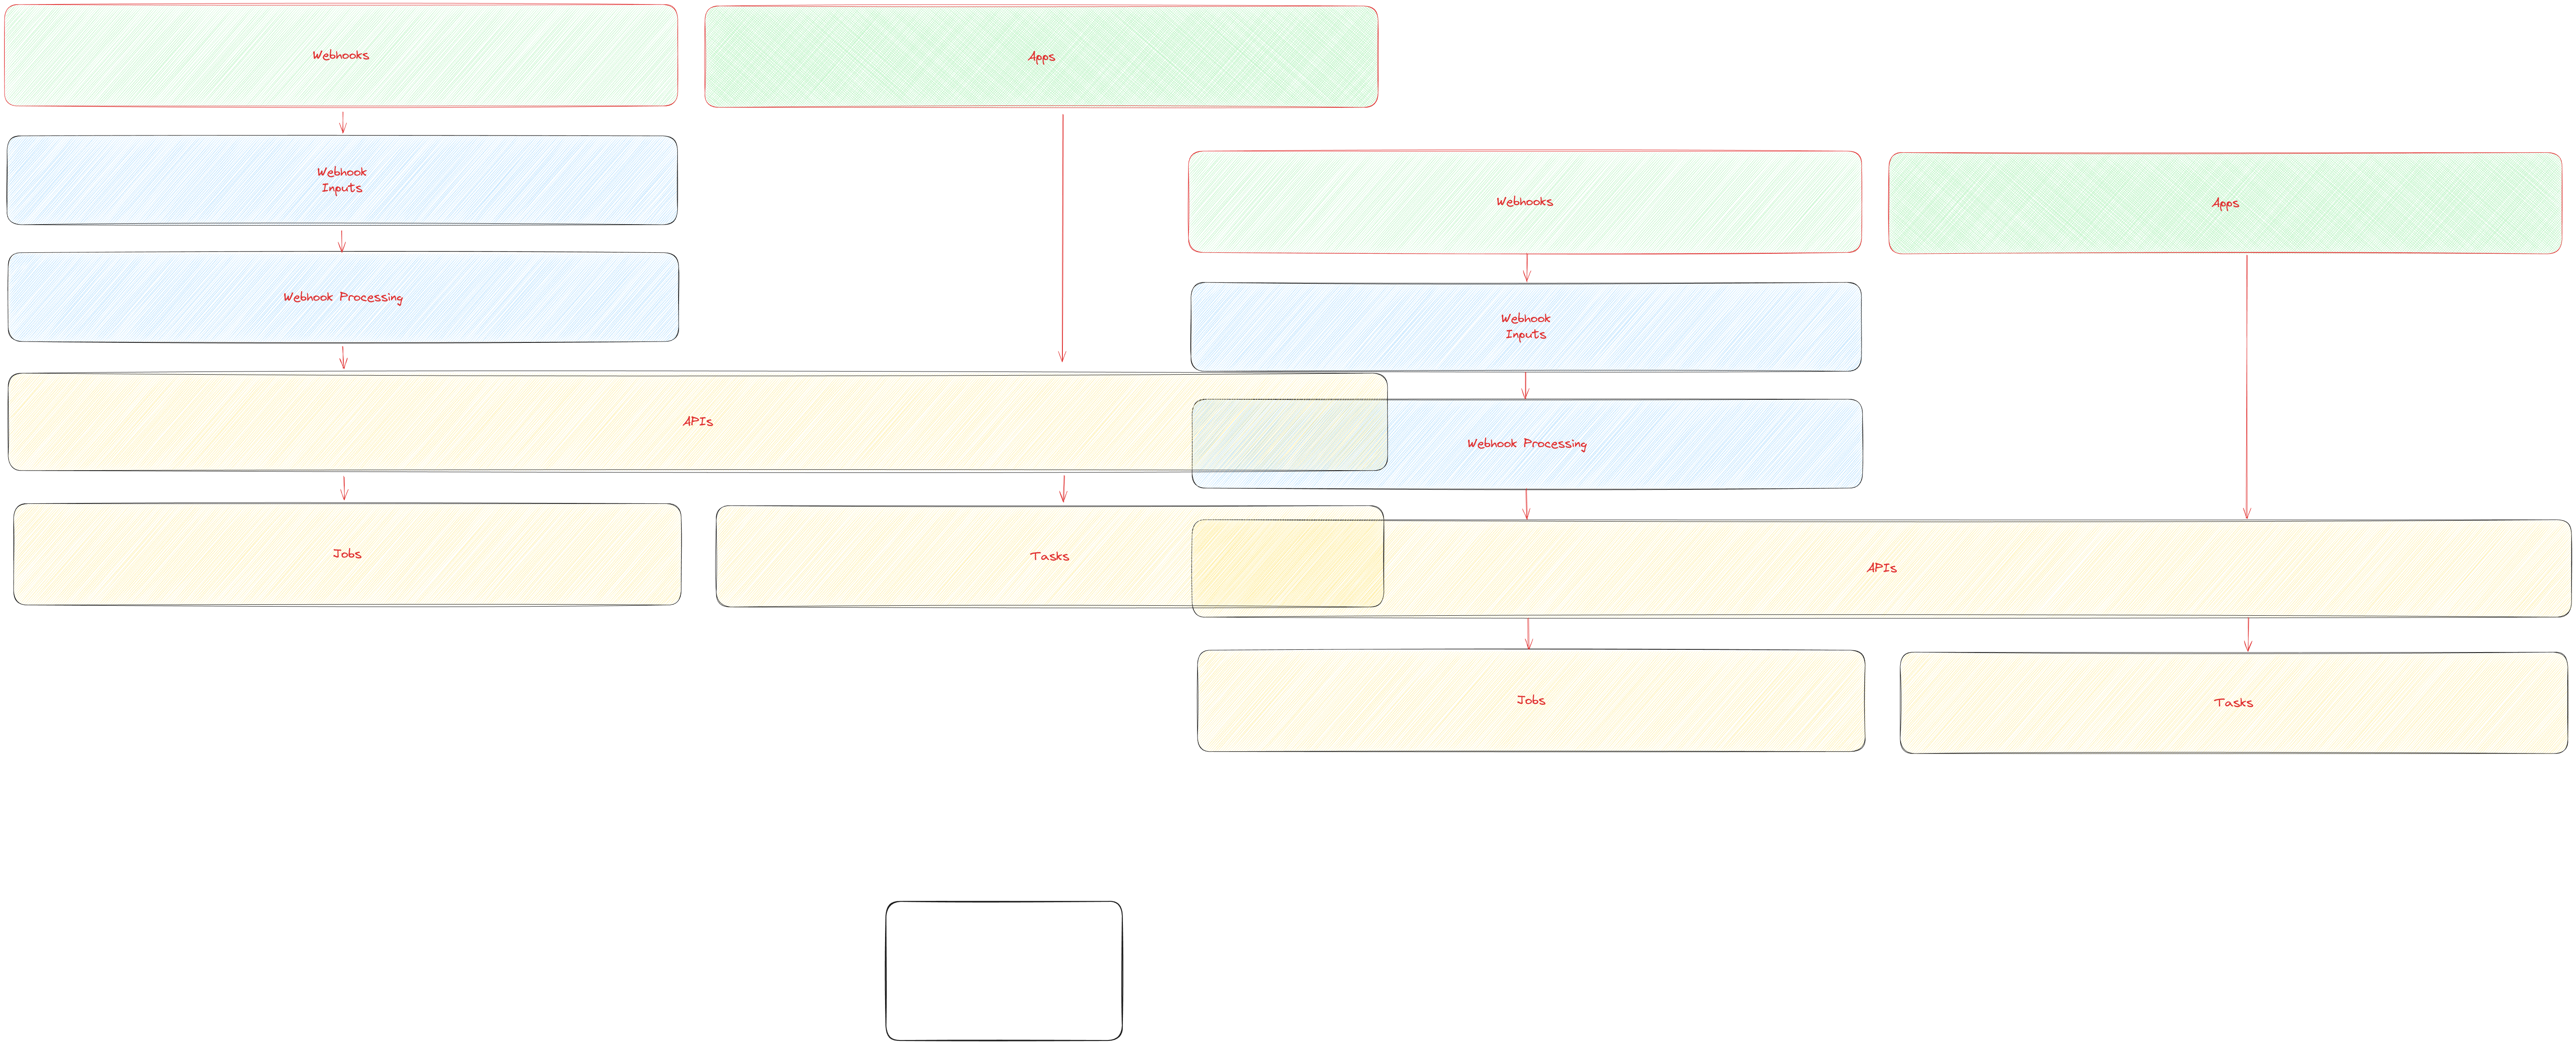 Webhooks
Apps
Webhook
Inputs
Webhook Processing
APIs
Jobs
Tasks
Webhooks
Apps
Webhook
Inputs
Webhook Processing
APIs
Jobs
Tasks